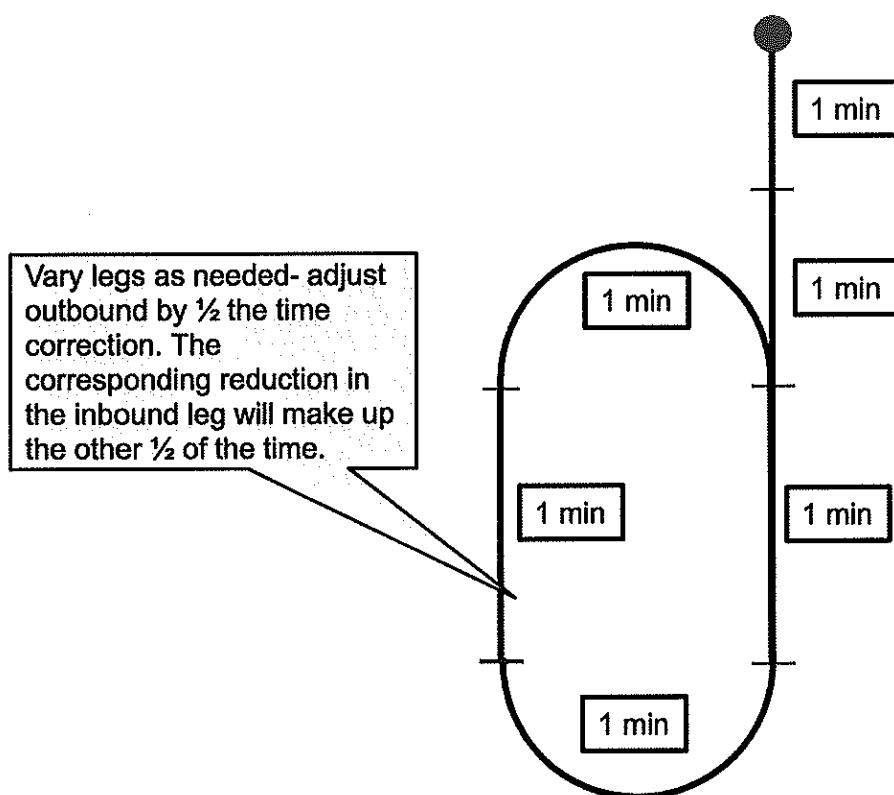 1 min
1 min
1 min
Vary legs as needed- adjust
outbound by ½ the time
correction. The
corresponding reduction in
the inbound leg will make up
the other ½ of the time.
1 min
1 min
1 min